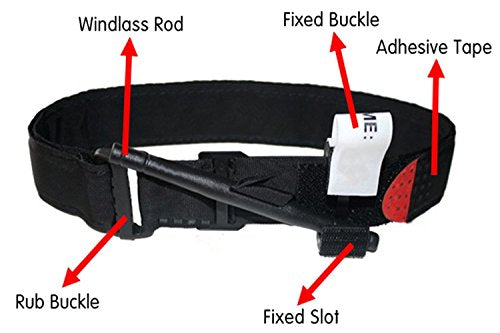 Windlass Rod
Fixed Buckle
Adhesive Tape
ME:
Rub Buckle
Fixed Slot